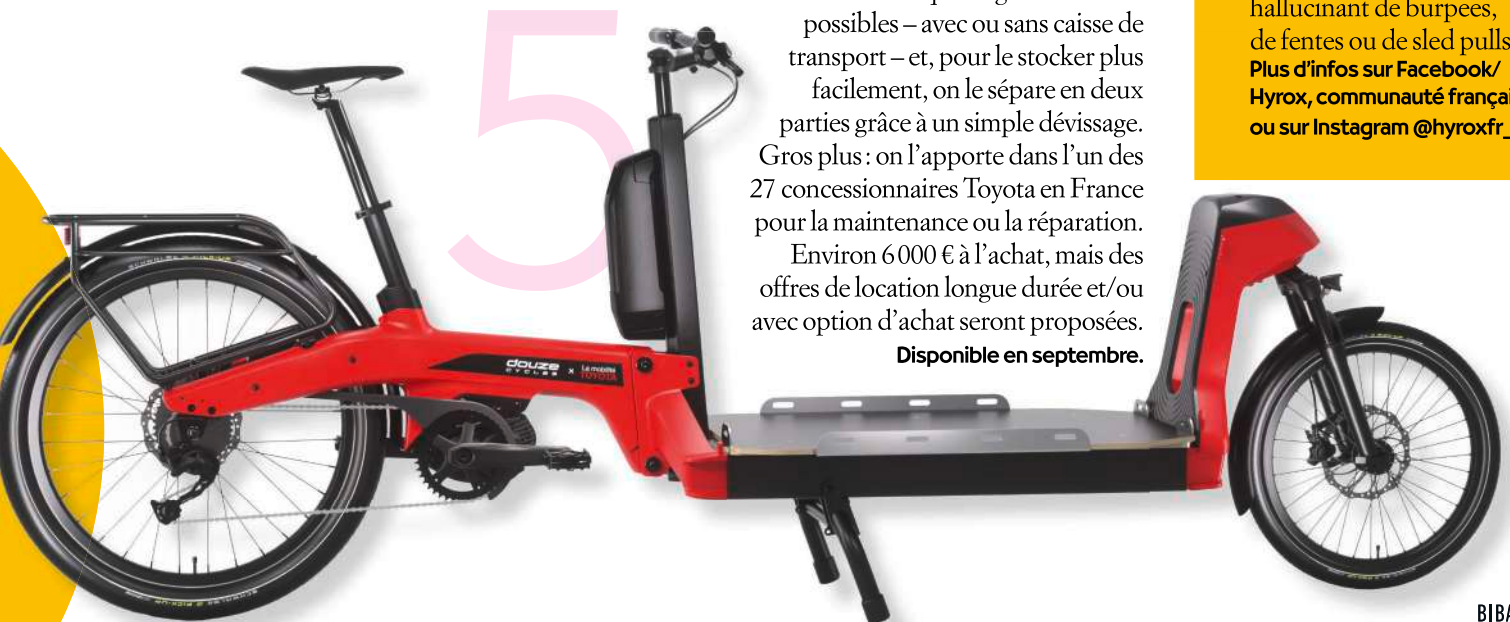 5
possibles – avec ou sans caisse de
transport – et, pour le stocker plus
facilement, on le sépare en deux
parties grâce à un simple dévissage.
Gros plus : on l’apporte dans l’un des
27 concessionnaires Toyota en France
pour la maintenance ou la réparation.
Environ 6 000 € à l’achat, mais des
offres de location longue durée et/ou
avec option d’achat seront proposées.
Disponible en septembre.
hallucinant de burpees,
de fentes ou de sled pulls
Plus d’infos sur Facebook/
Hyrox, communauté françai
ou sur Instagram @hyroxfr_
douze
CYCLES
x
La mobilité
TOYOTA
BIBA